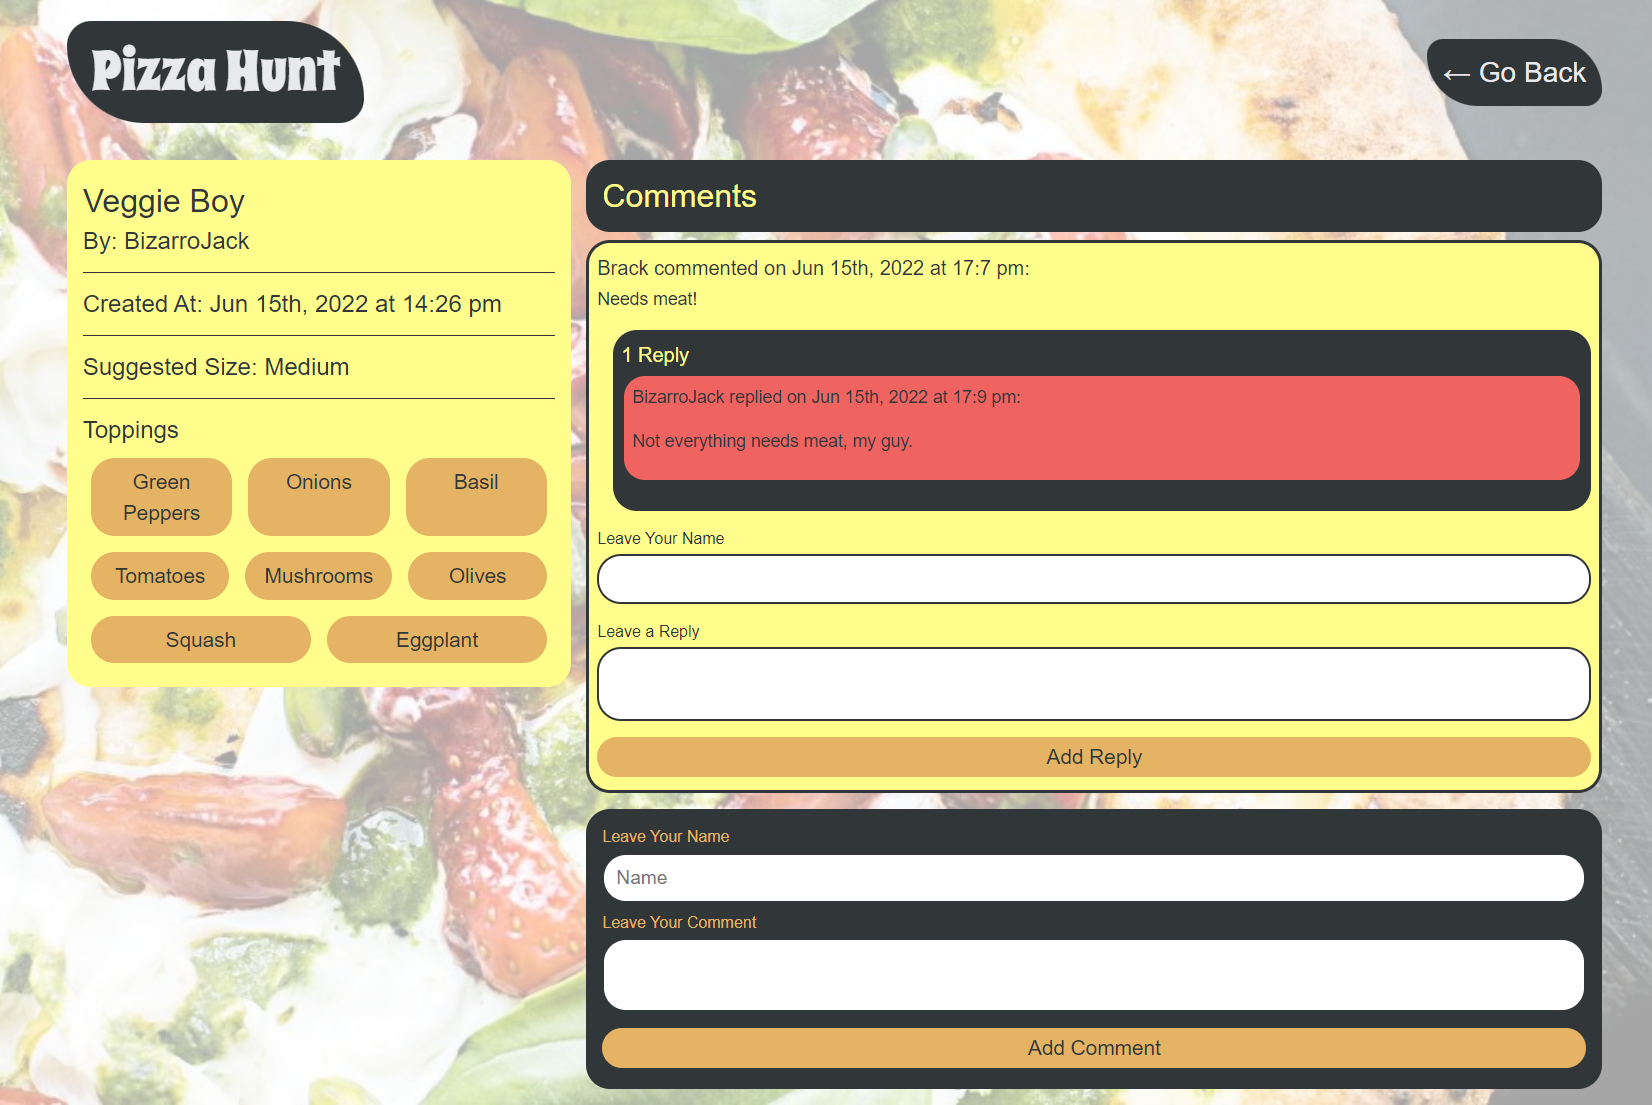 Pizza Hunt
← Go Back
Veggie Boy
By: BizarroJack
Created At: Jun 15th, 2022 at 14:26 pm
Suggested Size: Medium
Toppings
Green
Peppers
Onions
Basil
Tomatoes
Mushrooms
Olives
Squash
Eggplant
Comments
Brack commented on Jun 15th, 2022 at 17:7 pm:
Needs meat!
1 Reply
BizarroJack replied on Jun 15th, 2022 at 17:9 pm:
Not everything needs meat, my guy.
Leave Your Name
Leave a Reply
Add Reply
Leave Your Name
Name
Leave Your Comment
Add Comment